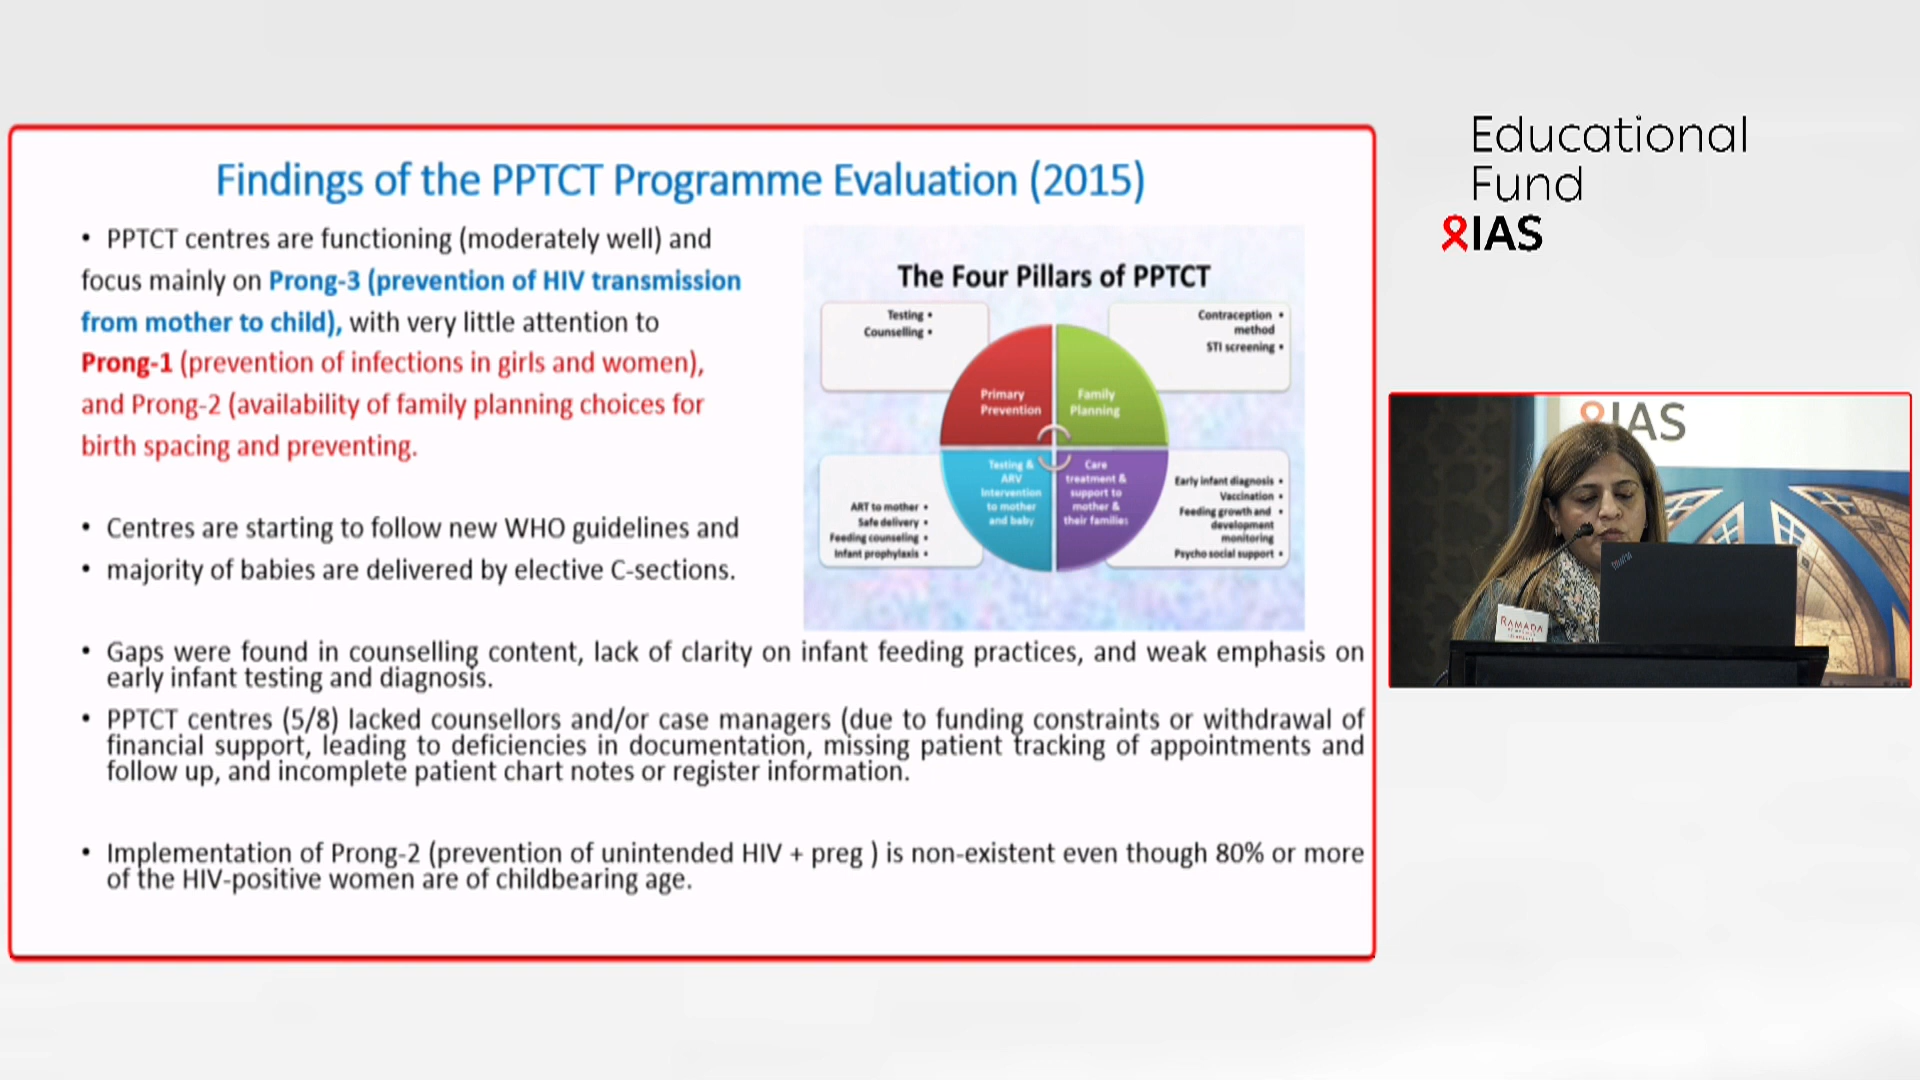 Findings of the PPTCT Programme Evaluation (2015)
• PPTCT centres are functioning (moderately well) and
focus mainly on Prong-3 (prevention of HIV transmission
from mother to child), with very little attention to
Prong-1 (prevention of infections in girls and women),
and Prong-2 (availability of family planning choices for
birth spacing and preventing.
• Centres are starting to follow new WHO guidelines and
• majority of babies are delivered by elective C-sections.
The Four Pillars of PPTCT
Testing •
Counselling •
Contraception •
method
STI screening •
Primary
Prevention
Family
Planning
Testing &
ARV
Intervention
to mother
and baby
Care
treatment &
support to
mother &
their families
ART to mother •
Safe delivery •
Feeding counseling •
Infant prophylaxis •
Early infant diagnosis •
Vaccination •
Feeding growth and •
development
monitoring
Psycho social support •
• Gaps were found in counselling content, lack of clarity on infant feeding practices, and weak emphasis on
early infant testing and diagnosis.
• PPTCT centres (5/8) lacked counsellors and/or case managers (due to funding constraints or withdrawal of
financial support, leading to deficiencies in documentation, missing patient tracking of appointments and
follow up, and incomplete patient chart notes or register information.
• Implementation of Prong-2 (prevention of unintended HIV + preg ) is non-existent even though 80% or more
of the HIV-positive women are of childbearing age.
Educational
Fund
IAS
IAS
RAMADA